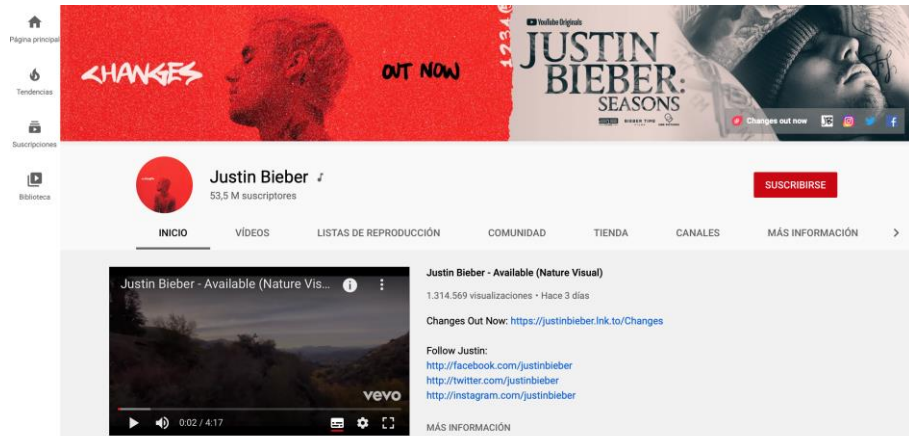 Página principal
Tendencias
Suscripciones
Biblioteca
CHANGES
OUT NOW
1234
YouTube Originals
JUSTIN
BIEBER:
SEASONS
BIEBER TIME
Changes out now
Justin Bieber
53,5 M suscriptores
SUSCRIBIRSE
INICIO VÍDEOS LISTAS DE REPRODUCCIÓN COMUNIDAD TIENDA CANALES MÁS INFORMACIÓN
Justin Bieber - Available (Nature Vis...
vevo
0:02 / 4:17
Justin Bieber - Available (Nature Visual)
1.314.569 visualizaciones • Hace 3 días
Changes Out Now: https://justinbieber.lnk.to/Changes
Follow Justin:
http://facebook.com/justinbieber
http://twitter.com/justinbieber
http://instagram.com/justinbieber
MÁS INFORMACIÓN